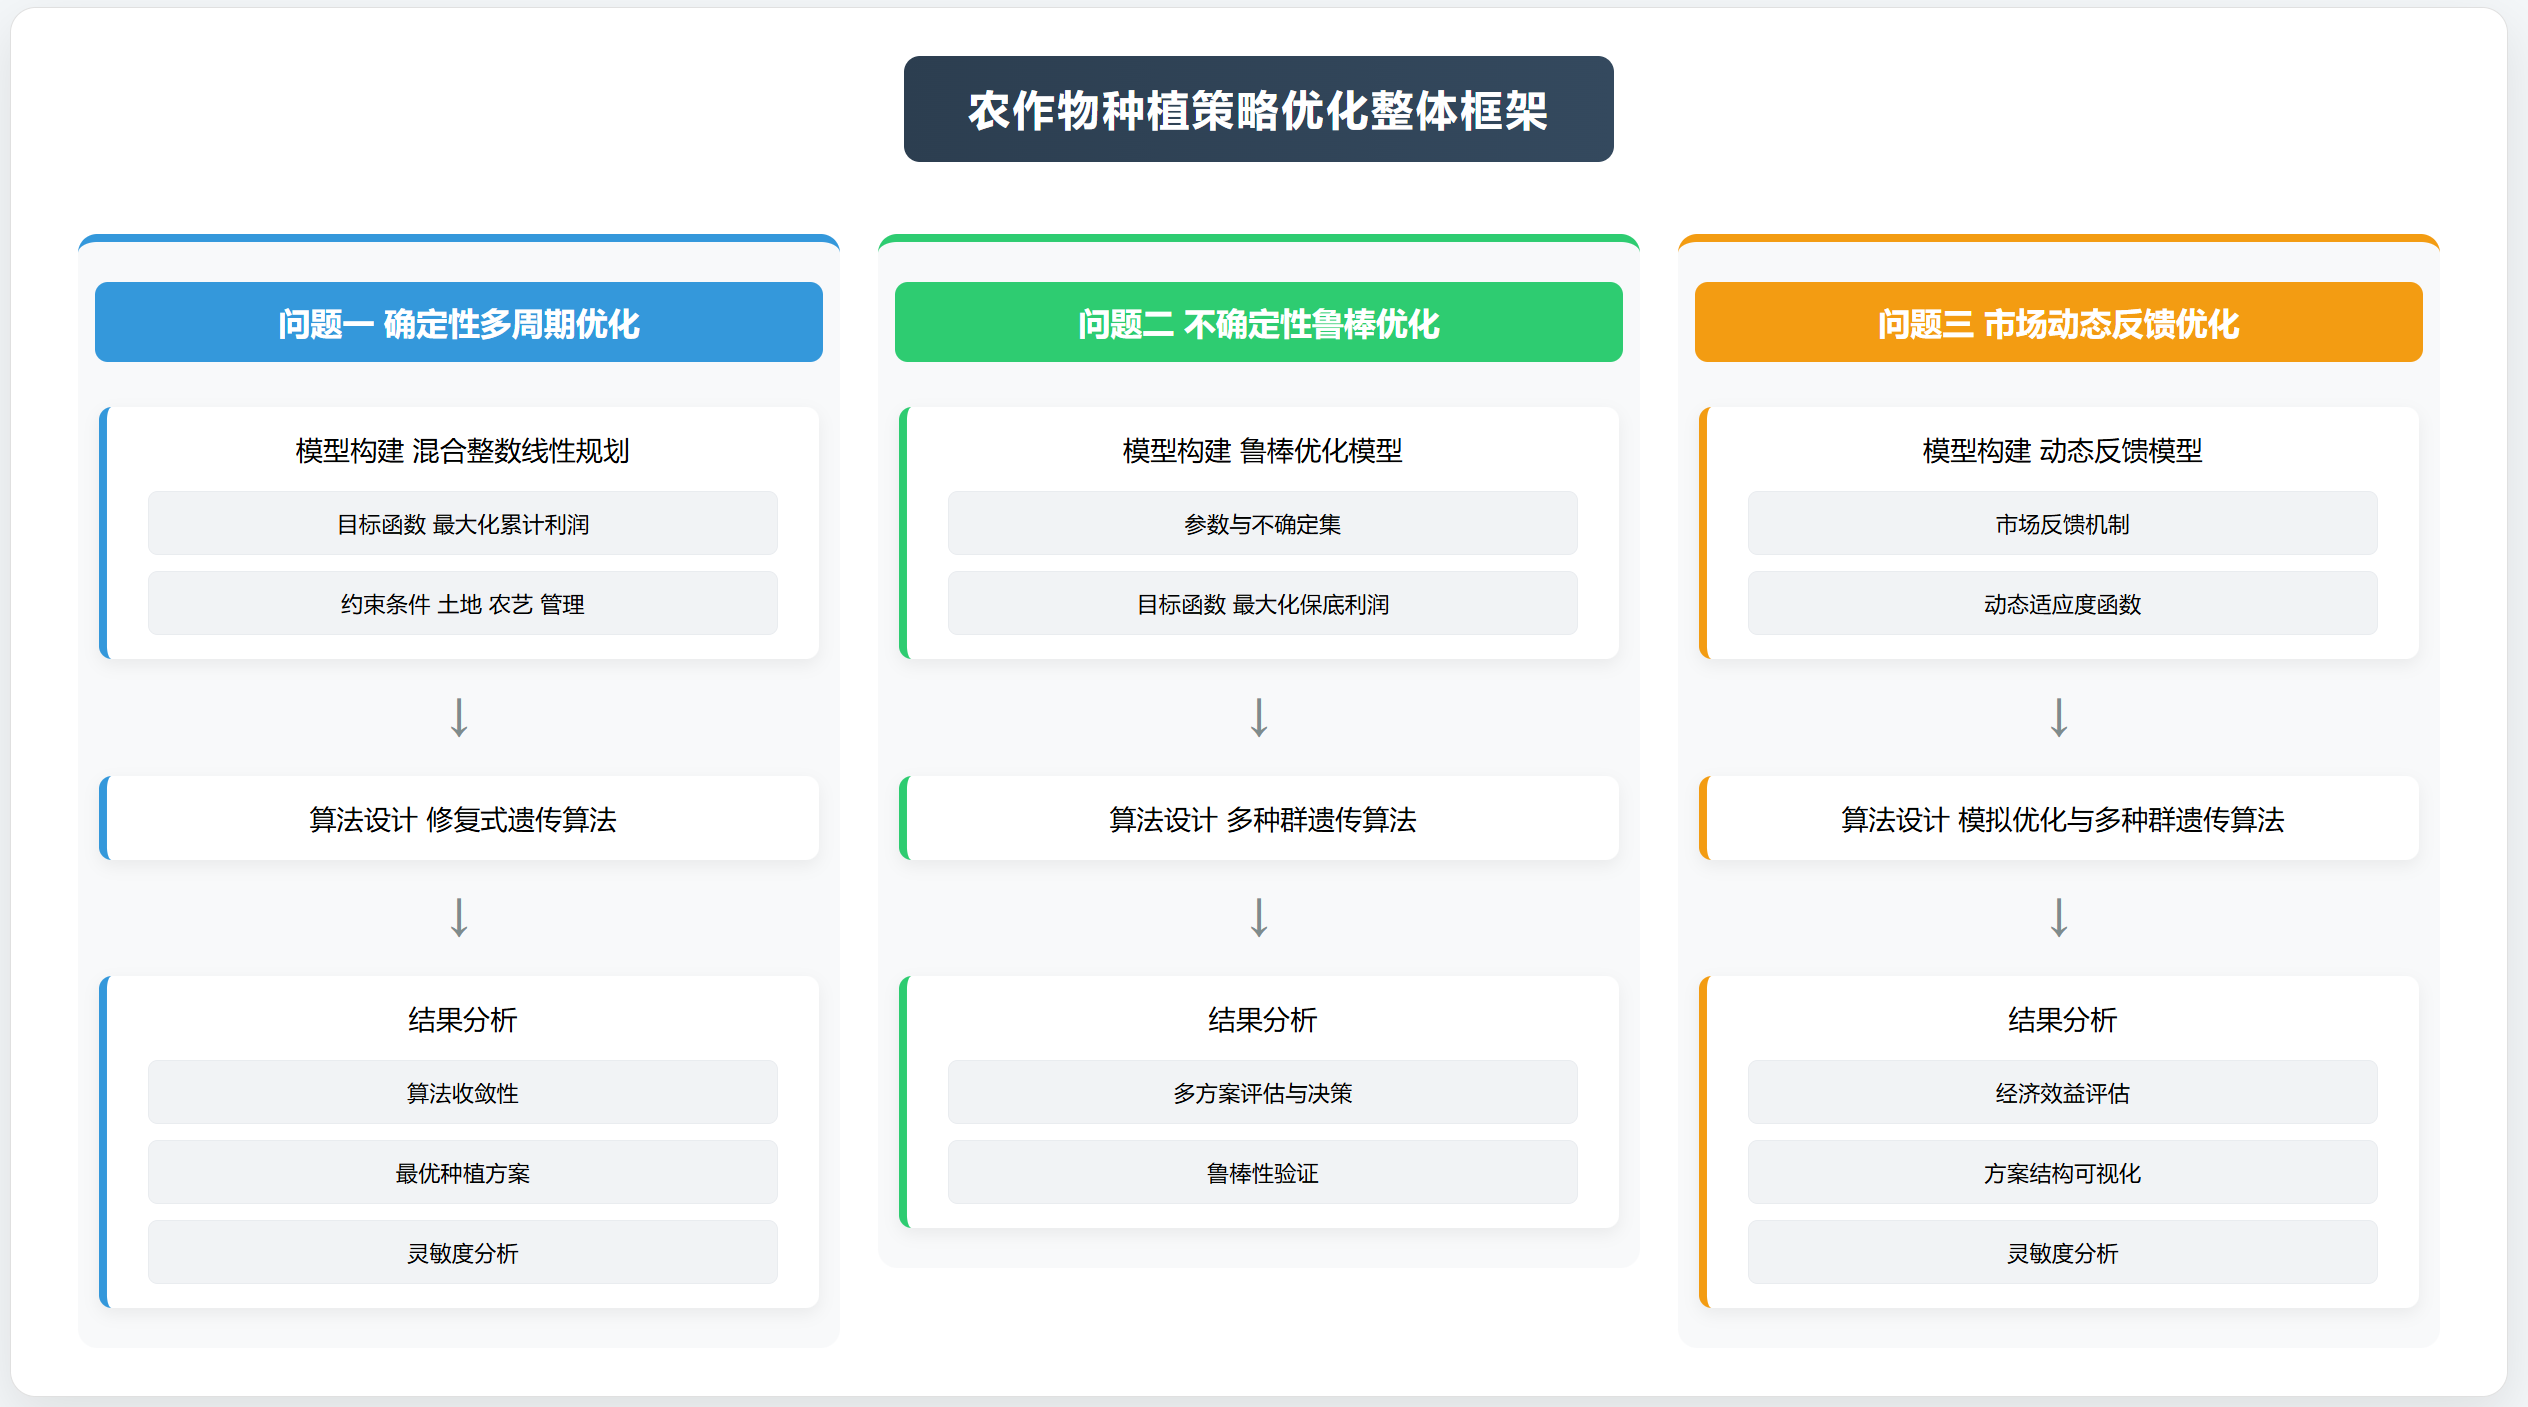 农作物种植策略优化整体框架
问题一 确定性多周期优化
模型构建 混合整数线性规划
目标函数 最大化累计利润
约束条件 土地 农艺 管理
↓
算法设计 修复式遗传算法
↓
结果分析
算法收敛性
最优种植方案
灵敏度分析
问题二 不确定性鲁棒优化
模型构建 鲁棒优化模型
参数与不确定集
目标函数 最大化保底利润
↓
算法设计 多种群遗传算法
↓
结果分析
多方案评估与决策
鲁棒性验证
问题三 市场动态反馈优化
模型构建 动态反馈模型
市场反馈机制
动态适应度函数
↓
算法设计 模拟优化与多种群遗传算法
↓
结果分析
经济效益评估
方案结构可视化
灵敏度分析